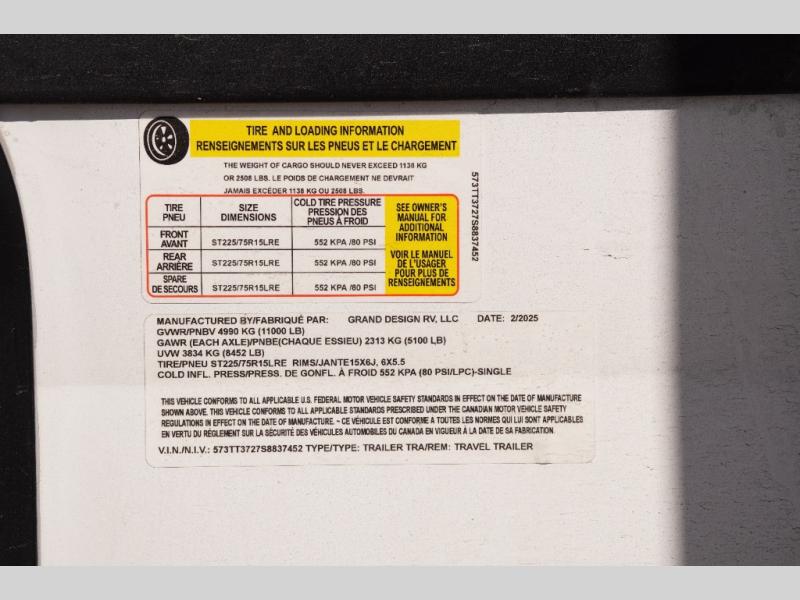 TIRE AND LOADING INFORMATION
RENSEIGNEMENTS SUR LES PNEUS ET LE CHARGEMENT
THE WEIGHT OF CARGO SHOULD NEVER EXCEED 1138 KG
OR 2508 LBS. LE POIDS DE CHARGEMENT NE DEVRAIT
JAMAIS EXCÉDER 1138 KG OU 2508 LBS.
TIRE
PNEU
SIZE
DIMENSIONS
COLD TIRE PRESSURE
PRESSION DES
PNEUS À FROID
FRONT
AVANT
ST225/75R15LRE
552 KPA /80 PSI
REAR
ARRIÈRE
ST225/75R15LRE
552 KPA /80 PSI
SPARE
DE SECOURS
ST225/75R15LRE
552 KPA /80 PSI
SEE OWNER'S
MANUAL FOR
ADDITIONAL
INFORMATION
VOIR LE MANUEL
DE L'USAGER
POUR PLUS DE
RENSEIGNEMENTS
573TT3727S8837452
MANUFACTURED BY/FABRIQUÉ PAR: GRAND DESIGN RV, LLC DATE: 2/2025
GVWR/PNBV 4990 KG (11000 LB)
GAWR (EACH AXLE)/PNBE(CHAQUE ESSIEU) 2313 KG (5100 LB)
UVW 3834 KG (8452 LB)
TIRE/PNEU ST225/75R15LRE RIMS/JANTE15X6J, 6X5.5
COLD INFL. PRESS/PRESS. DE GONFL. À FROID 552 KPA (80 PSI/LPC)-SINGLE
THIS VEHICLE CONFORMS TO ALL APPLICABLE U.S. FEDERAL MOTOR VEHICLE SAFETY STANDARDS IN EFFECT ON THE DATE OF MANUFACTURE
SHOWN ABOVE. THIS VEHICLE CONFORMS TO ALL APPLICABLE STANDARDS PRESCRIBED UNDER THE CANADIAN MOTOR VEHICLE SAFETY
REGULATIONS IN EFFECT ON THE DATE OF MANUFACTURE. ~ CE VÉHICULE EST CONFORME A TOUTES LES NORMES QUI LUI SONT APPLICABLES
EN VERTU DU RÈGLEMENT SUR LA SÉCURITÉ DES VÉHICULES AUTOMOBILES DU CANADA EN VIGUEUR À LA DATE DE SA FABRICATION.
V.I.N./N.I.V.: 573TT3727S8837452 TYPE/TYPE: TRAILER TRA/REM: TRAVEL TRAILER